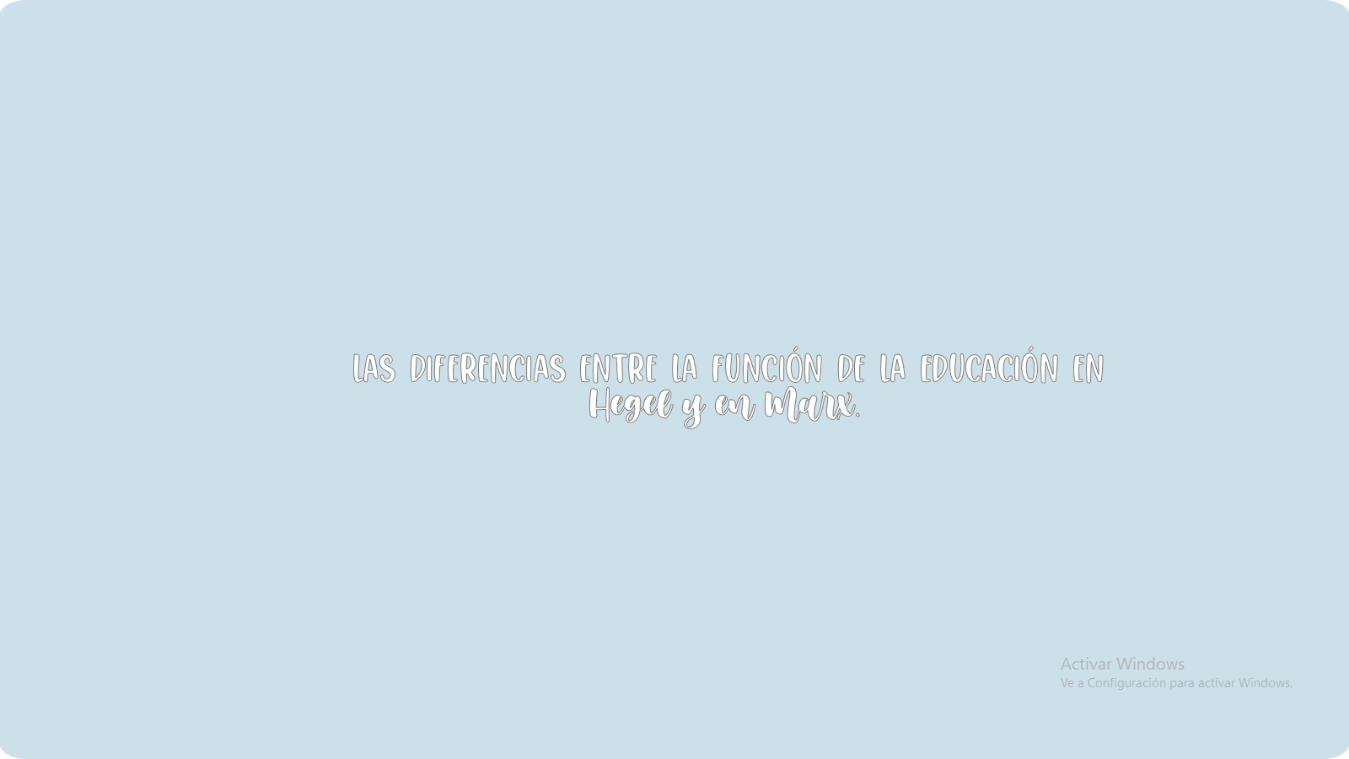 LAS DIFERENCIAS ENTRE LA FUNCIÓN DE LA EDUCACIÓN EN
Hegel y en Marx.
Activar Windows
Ve a Configuración para activar Windows.